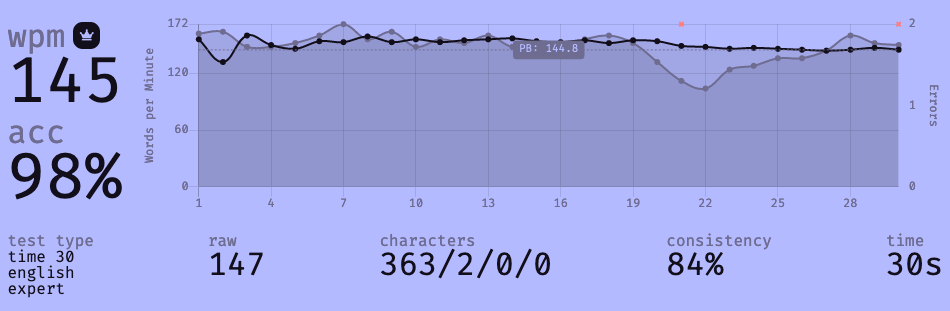 wpm
145
acc
98%
Words per Minute
172
120
60
0
PB: 144.8
1 4 7 10 13 16 19 22 25 28
2
1
0
Errors
test type
time 30
english
expert
raw
147
characters
363/2/0/0
consistency
84%
time
30s